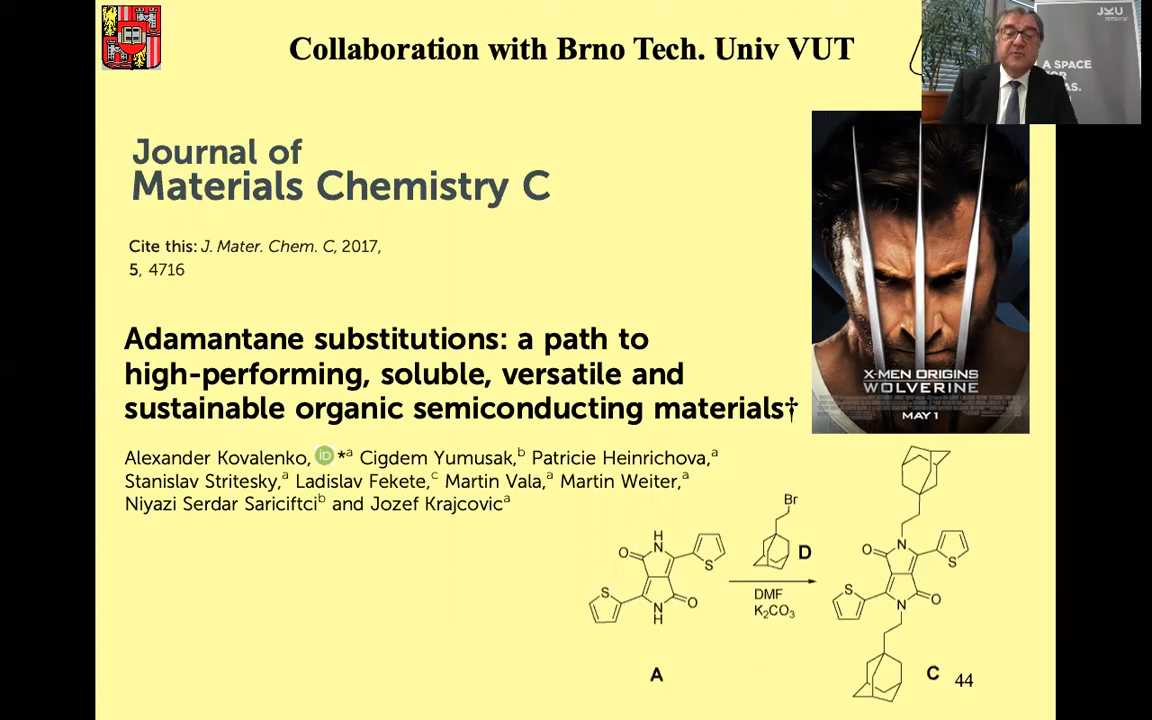 Collaboration with Brno Tech. Univ VUT
JYU
A SPACE
Journal of
Materials Chemistry C
Cite this: J. Mater. Chem. C, 2017,
5, 4716
X-MEN ORIGINS
WOLVERINE
MAY 1
Adamantane substitutions: a path to
high-performing, soluble, versatile and
sustainable organic semiconducting materials†
Alexander Kovalenko, iD *a Cigdem Yumusak,b Patricie Heinrichova,a
Stanislav Stritesky,a Ladislav Fekete,c Martin Vala,a Martin Weiter,a
Niyazi Serdar Sariciftcib and Jozef Krajcovica
H
N
O
S
S
O
N
H
A
Br
D
DMF
K2CO3
O
N
S
S
N
O
C
44